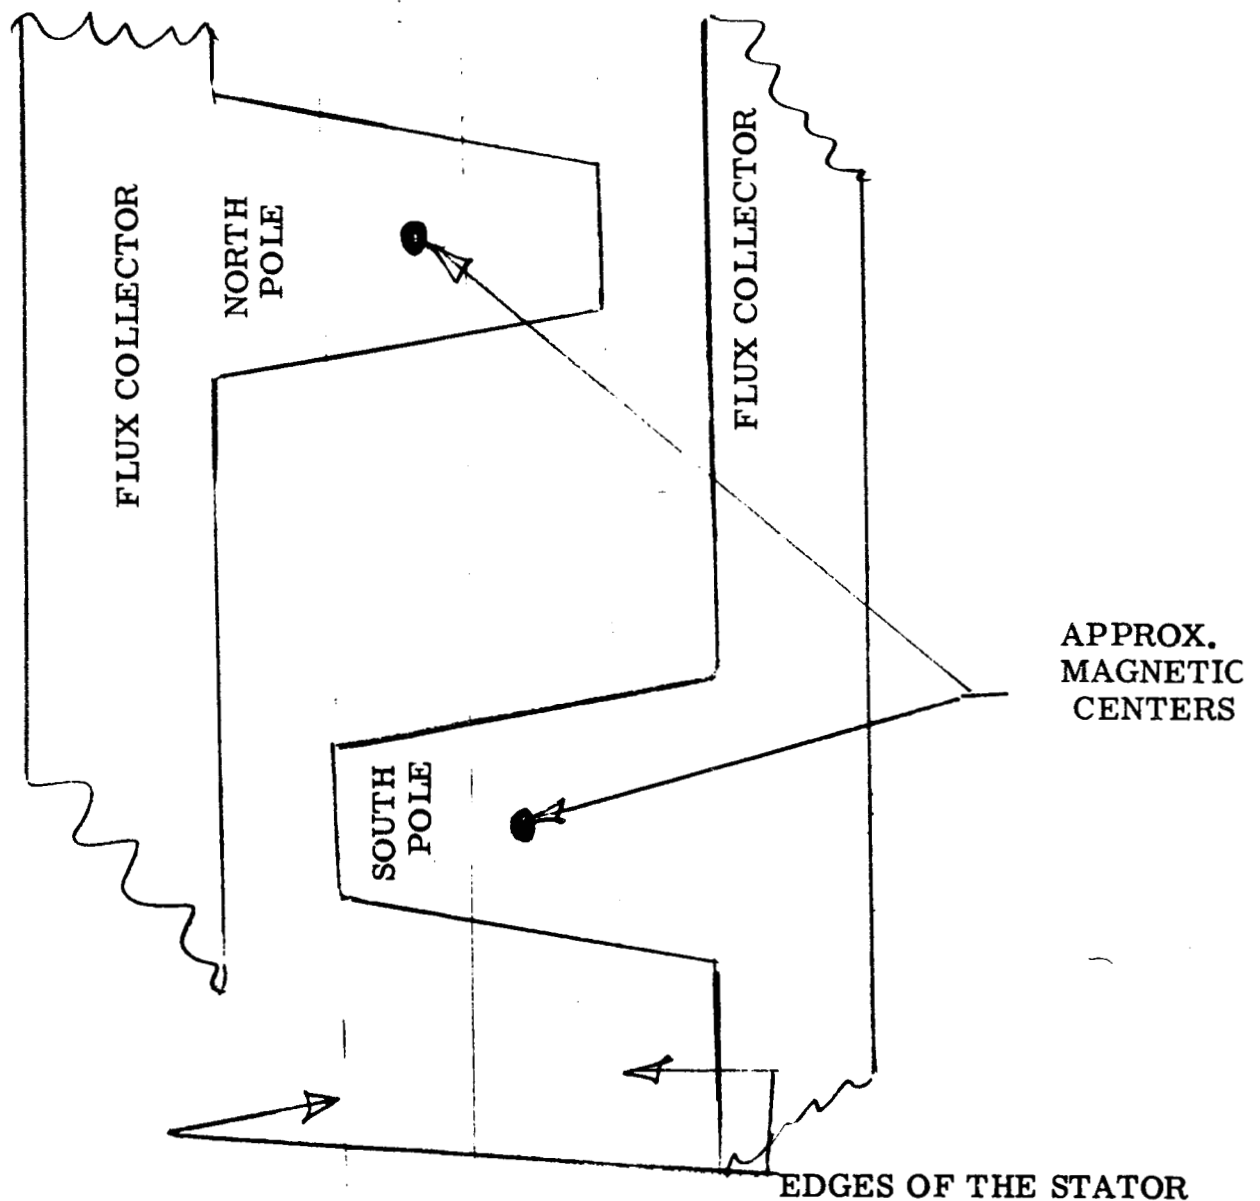 FLUX COLLECTOR
NORTH
POLE
FLUX COLLECTOR
APPROX.
MAGNETIC
CENTERS
SOUTH
POLE
EDGES OF THE STATOR